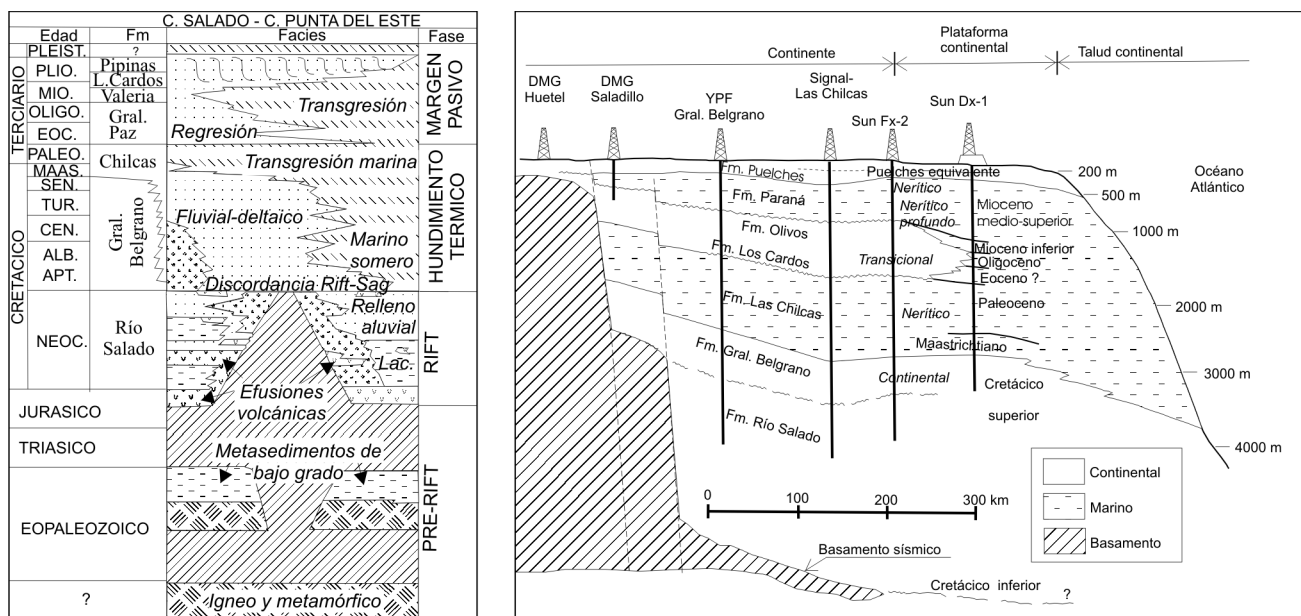 C. SALADO - C. PUNTA DEL ESTE
Edad Fm Facies Fase
PLEIST. ?
TERCIARIO
PLIO. Pipinas
L.Cardos
MIO. Valeria
OLIGO. Gral.
Paz
EOC.
Transgresión
Regresión
MARGEN
PASIVO
PALEO. Chilcas
Transgresión marina
CRETACICO
MAAS.
SEN.
TUR.
CEN.
ALB.
APT.
Gral.
Belgrano
Fluvial-deltaico
Marino
somero
HUNDIMIENTO
TERMICO
Discordancia Rift-Sag
NEOC.
Río
Salado
Relleno
aluvial
Lac.
RIFT
Efusiones
volcánicas
JURASICO
TRIASICO
Metasedimentos de
bajo grado
EOPALEOZOICO
PRE-RIFT
?
Igneo y metamórfico
Plataforma
continental
Continente
Talud continental
DMG
Huetel
DMG
Saladillo
YPF
Gral. Belgrano
Signal-
Las Chilcas
Sun Fx-2
Sun Dx-1
Fm. Puelches
Puelches equivalente
200 m
500 m
1000 m
2000 m
3000 m
4000 m
Océano
Atlántico
Fm. Paraná
Nerítico
Nerítico
profundo
Mioceno
medio-superior
Fm. Olivos
Mioceno inferior
Fm. Los Cardos
Transicional
Oligoceno
Eoceno ?
Fm. Las Chilcas
Nerítico
Paleoceno
Maastrichtiano
Fm. Gral. Belgrano
Continental
Cretácico
superior
Fm. Río Salado
0 100 200 300 km
Continental
Marino
Basamento
Basamento sísmico
Cretácico inferior
?